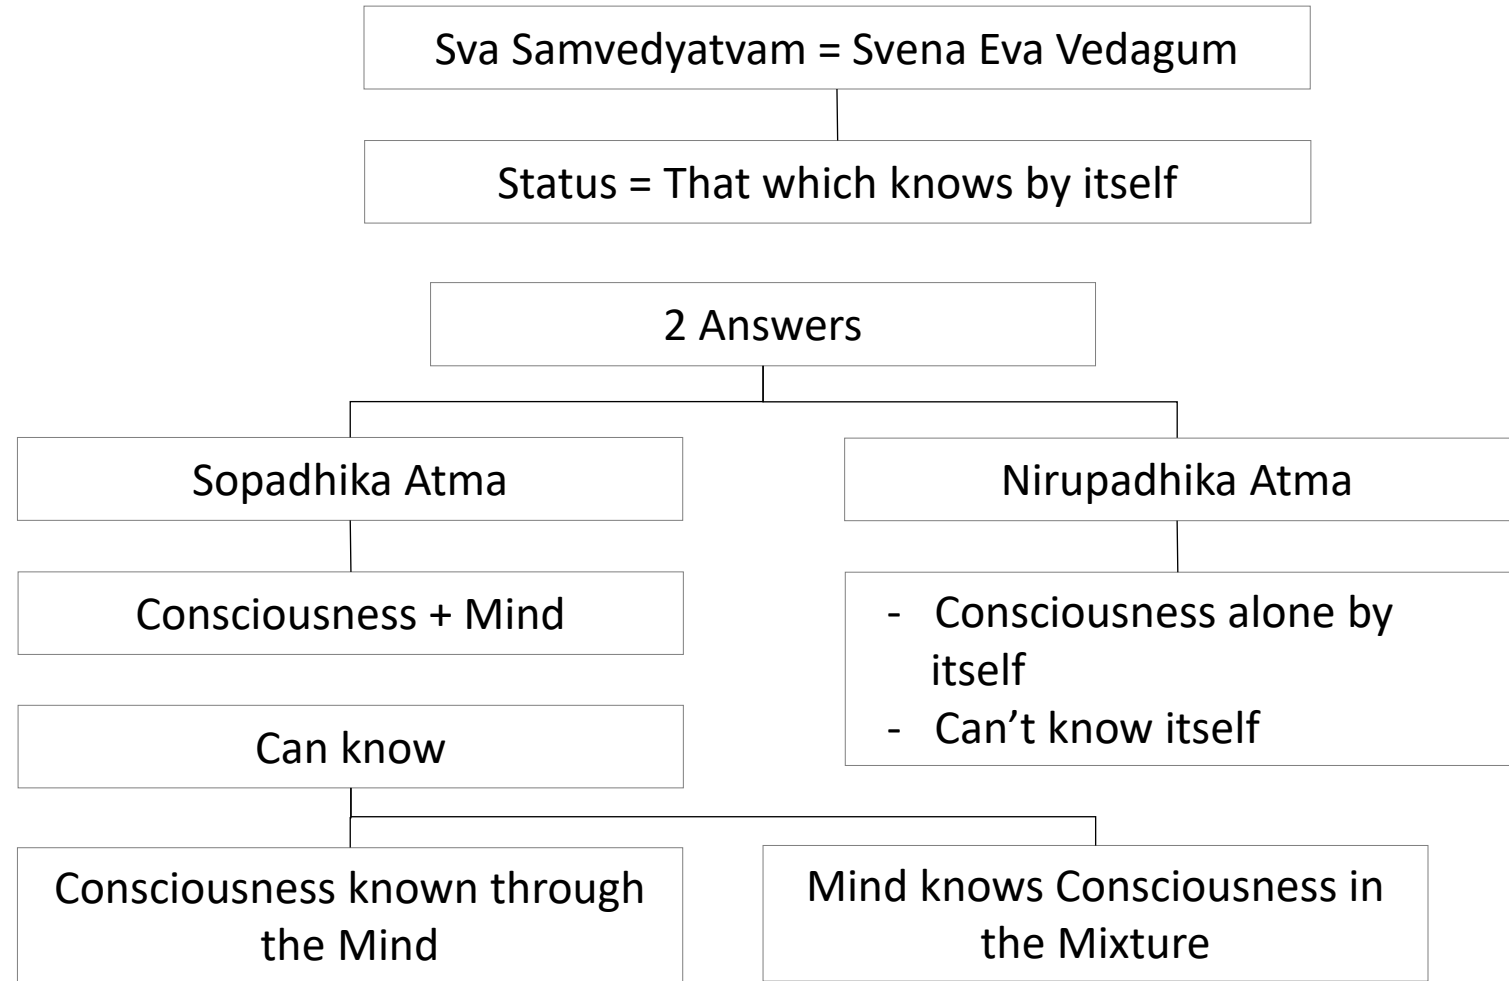 Sva Samvedyatvam = Svena Eva Vedagum
Status = That which knows by itself
2 Answers
Sopadhika Atma
Nirupadhika Atma
Consciousness + Mind
- Consciousness alone by
itself
- Can’t know itself
Can know
Consciousness known through
the Mind
Mind knows Consciousness in
the Mixture